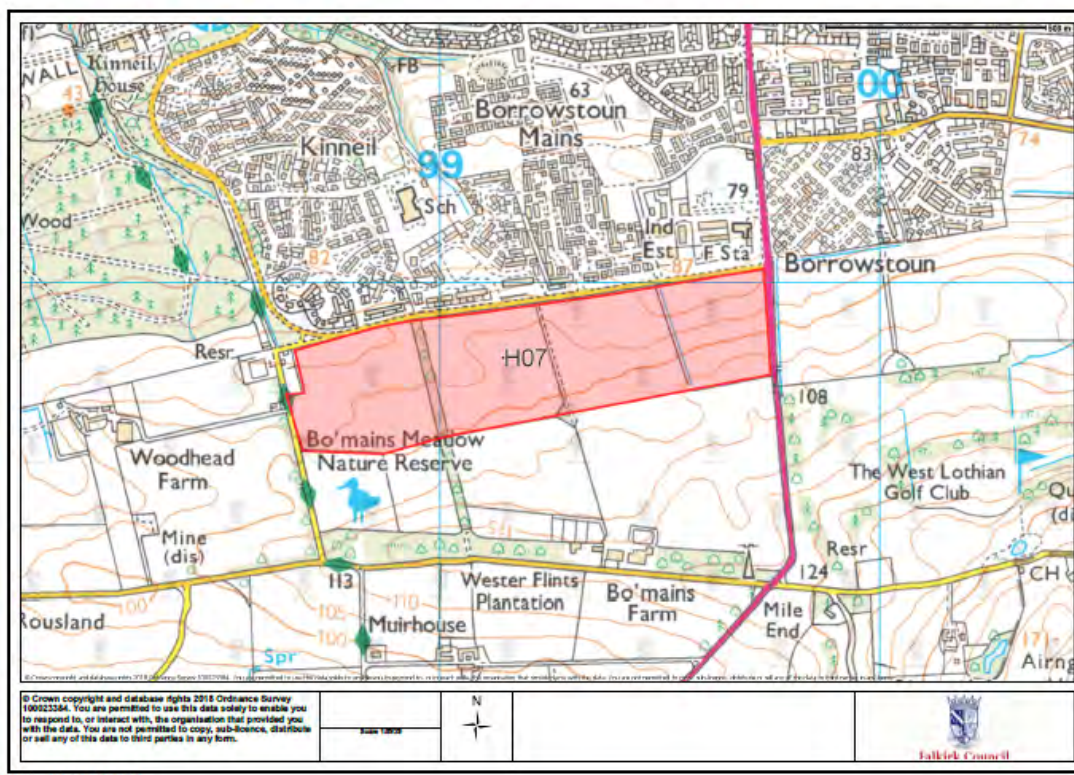 500 m
Kinneil
House
WALL
43
FB
63
Borrowstoun
Mains
00
Kinneil
99
83
74
Sch
79
Wood
82
Ind
Est
F Sta
87
Borrowstoun
Resr
H07
108
Bo'mains Meadow
Nature Reserve
Woodhead
Farm
The West Lothian
Golf Club
Mine
(dis)
115
Resr
113
124
CH
Wester Flints
Plantation
Bo'mains
Farm
Mile
End
100
105
110
100
Rousland
Muirhouse
171
Spr
© Crown copyright and database rights 2018 Ordnance Survey
100023384. You are permitted to use this data solely to enable you
to respond to, or interact with, the organisation that provided you
with the data. You are not permitted to copy, sub-licence, distribute
or sell any of this data to third parties in any form.
N
Falkirk Council